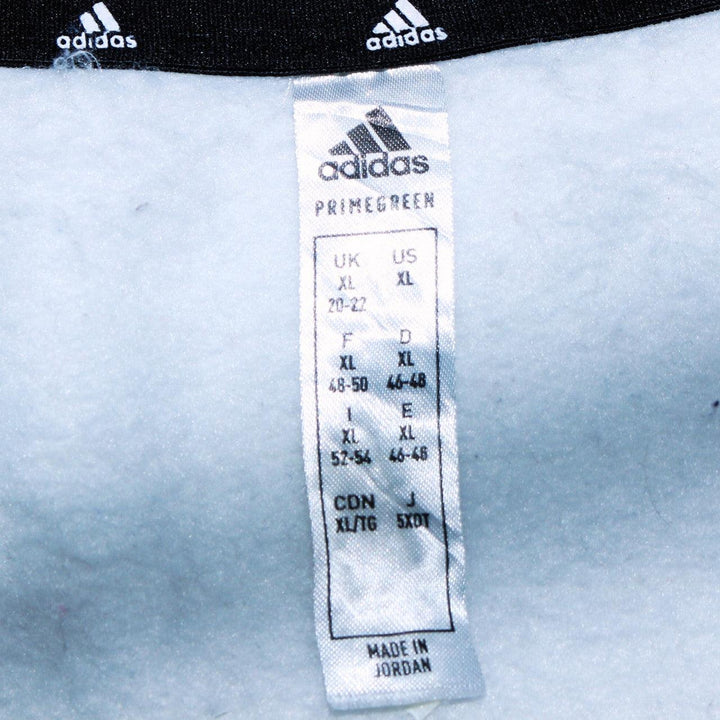 adidas adidas
adidas
PRIMEGREEN
UK US
XL XL
20-22
F D
XL XL
48-50 46-48
I E
XL XL
52-54 46-48
CDN J
XL/TG 5XOT
MADE IN
JORDAN